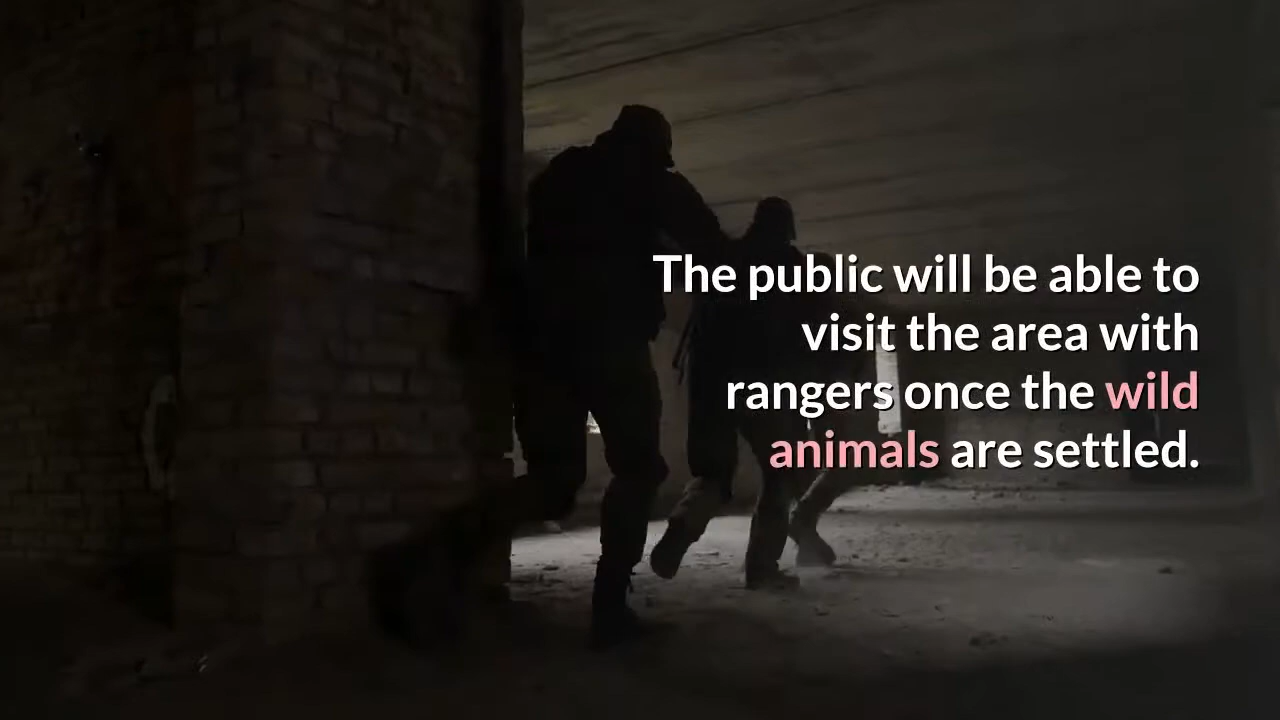 The public will be able to
visit the area with
rangers once the wild
animals are settled.